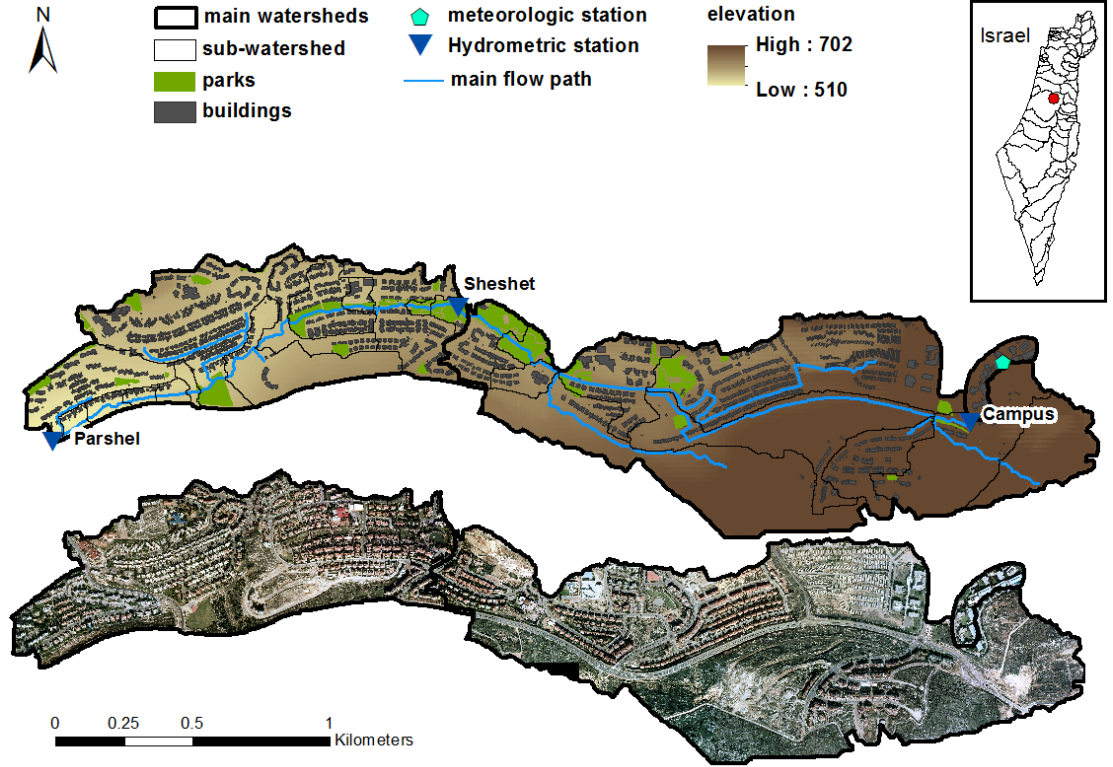 N
main watersheds
sub-watershed
parks
buildings
meteorologic station
Hydrometric station
main flow path
elevation
High : 702
Low : 510
Israel
Sheshet
Campus
Parshel
0 0.25 0.5 1
Kilometers